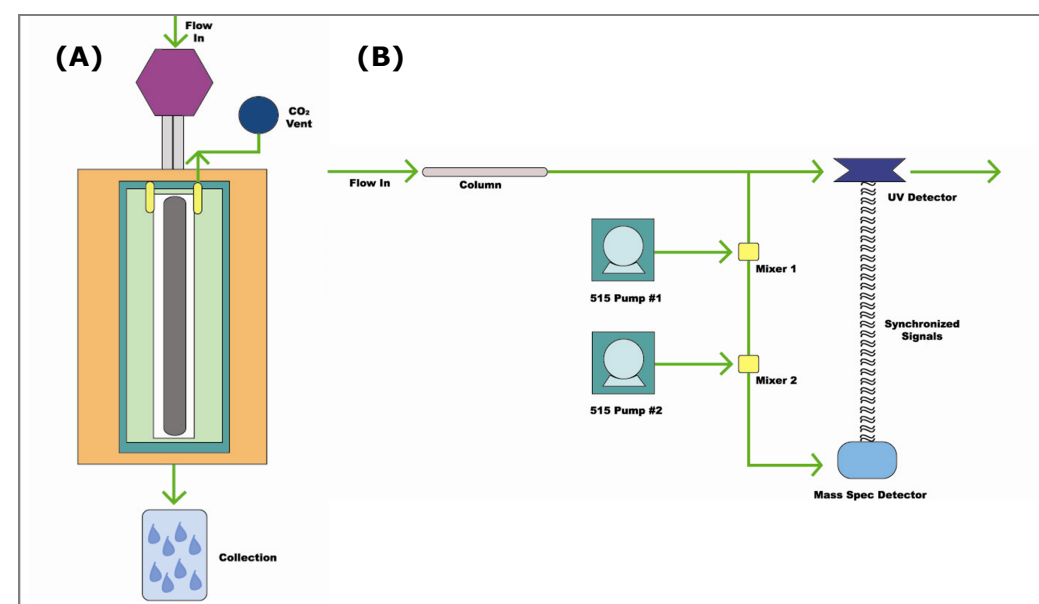 (A)
Flow
In
CO₂
Vent
Collection
(B)
Flow In
Column
UV Detector
515 Pump #1
Mixer 1
Synchronized
Signals
515 Pump #2
Mixer 2
Mass Spec Detector